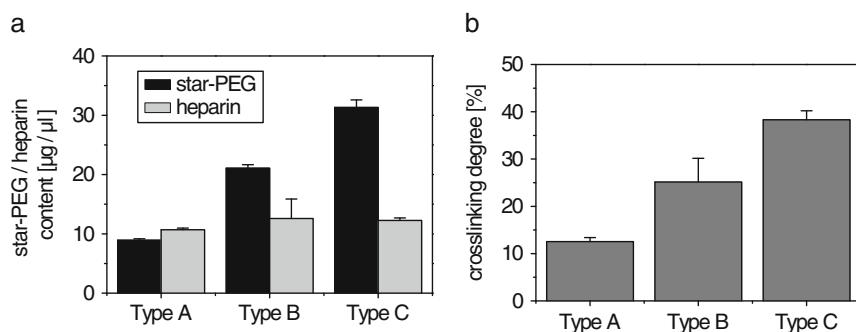 a
star-PEG / heparin
content [µg / µl]
40
30
20
10
0
star-PEG
heparin
Type A
Type B
Type C
b
crosslinking degree [%]
50
40
30
20
10
0
Type A
Type B
Type C